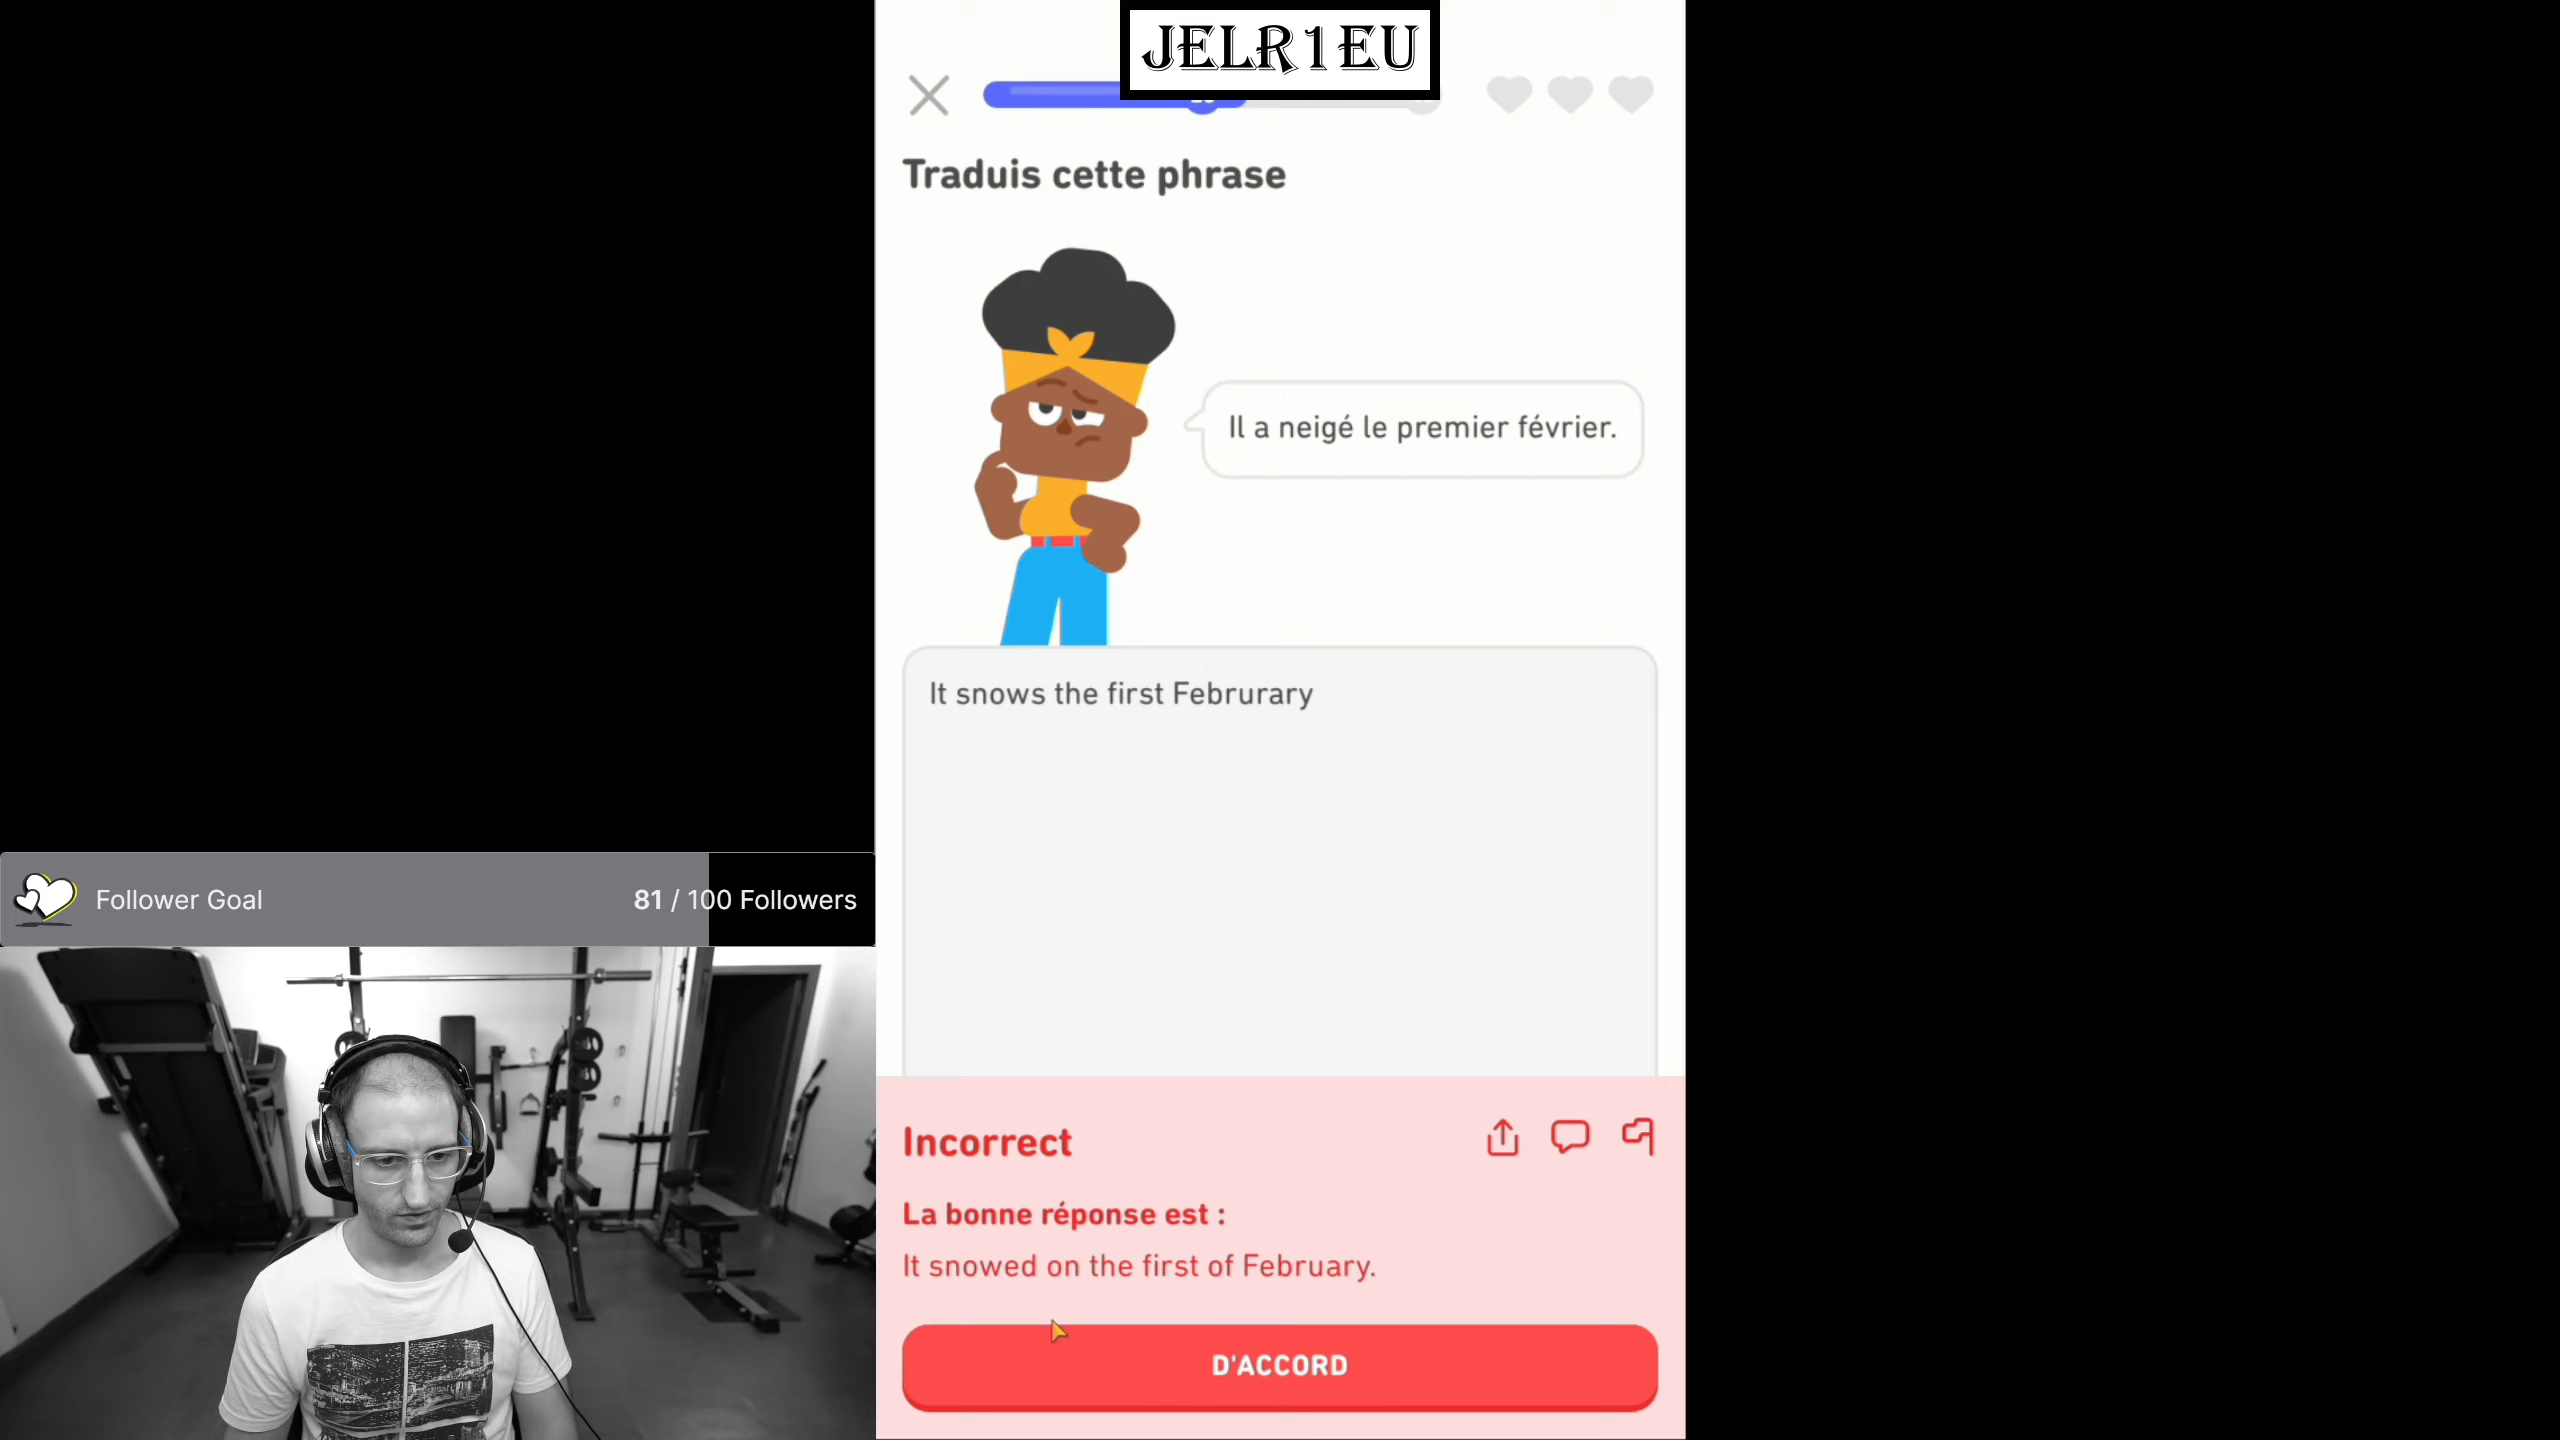 JELR1EU
Traduis cette phrase
Il a neigé le premier février.
It snows the first Februrary
Follower Goal
81 / 100 Followers
Incorrect
La bonne réponse est :
It snowed on the first of February.
D'ACCORD